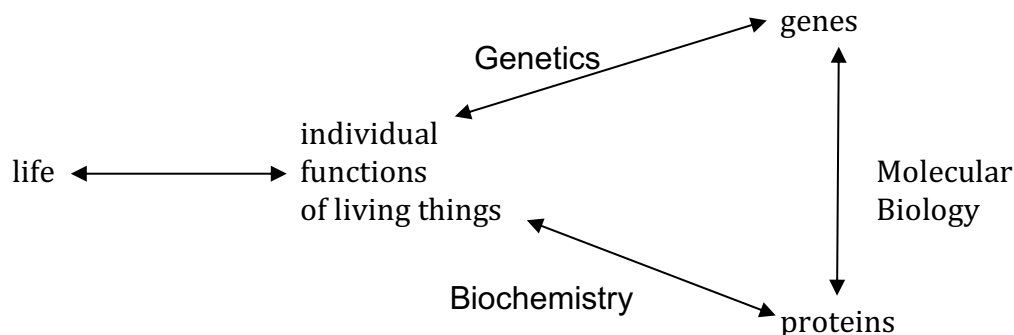 genes
Genetics
individual
functions
of living things
life
Molecular
Biology
Biochemistry
proteins